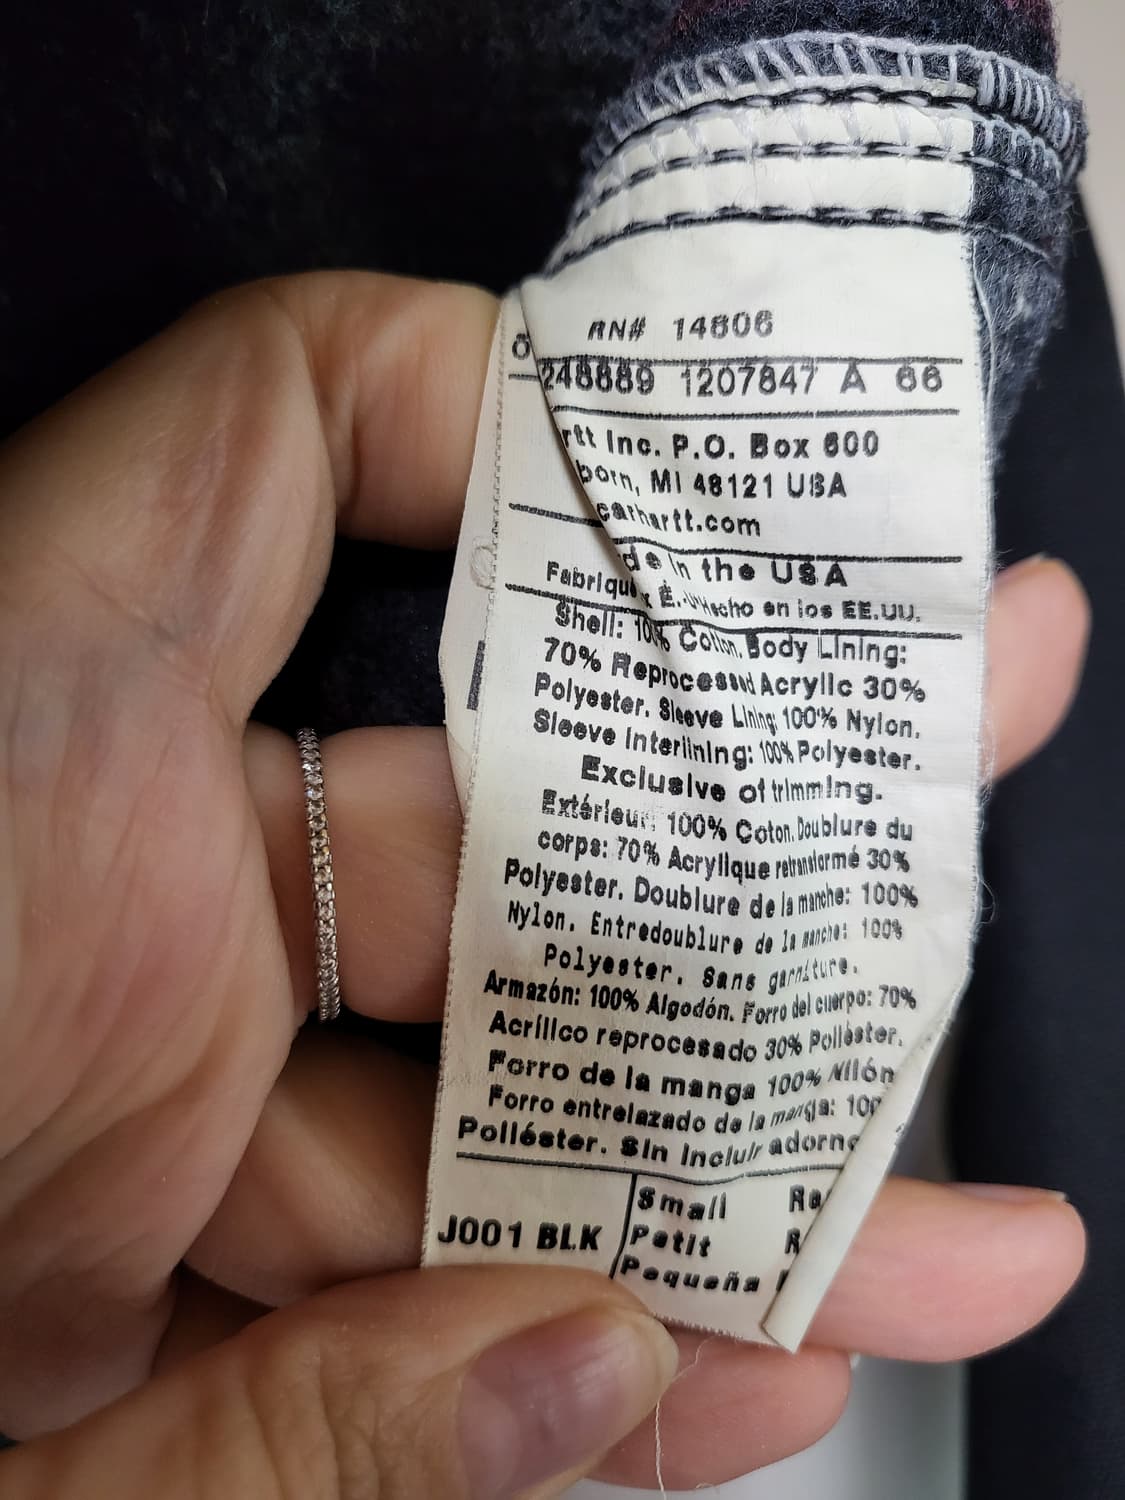 RN# 14806
0
248889 1207847 A 66
rtt Inc. P.O. Box 600
born, MI 48121 USA
carhartt.com
de in the USA
Fabriqu É.-U Hecho en los EE.UU.
Shell: 100% Cotton. Body Lining:
70% Reprocessed Acrylic 30%
Polyester. Sleeve Lining: 100% Nylon.
Sleeve Interlining: 100% Polyester.
Exclusive of trimming.
Extérieur: 100% Coton. Doublure du
corps: 70% Acrylique retransformé 30%
Polyester. Doublure de la manche: 100%
Nylon. Entredoublure de la manche: 100%
Polyester. Sans garniture.
Armazón: 100% Algodón. Forro del cuerpo: 70%
Acrílico reprocesado 30% Poliéster.
Forro de la manga 100% Nilón
Forro entrelazado de la manga: 100
Poliéster. Sin incluir adorno
J001 BLK
Small
Petit
Pequeña